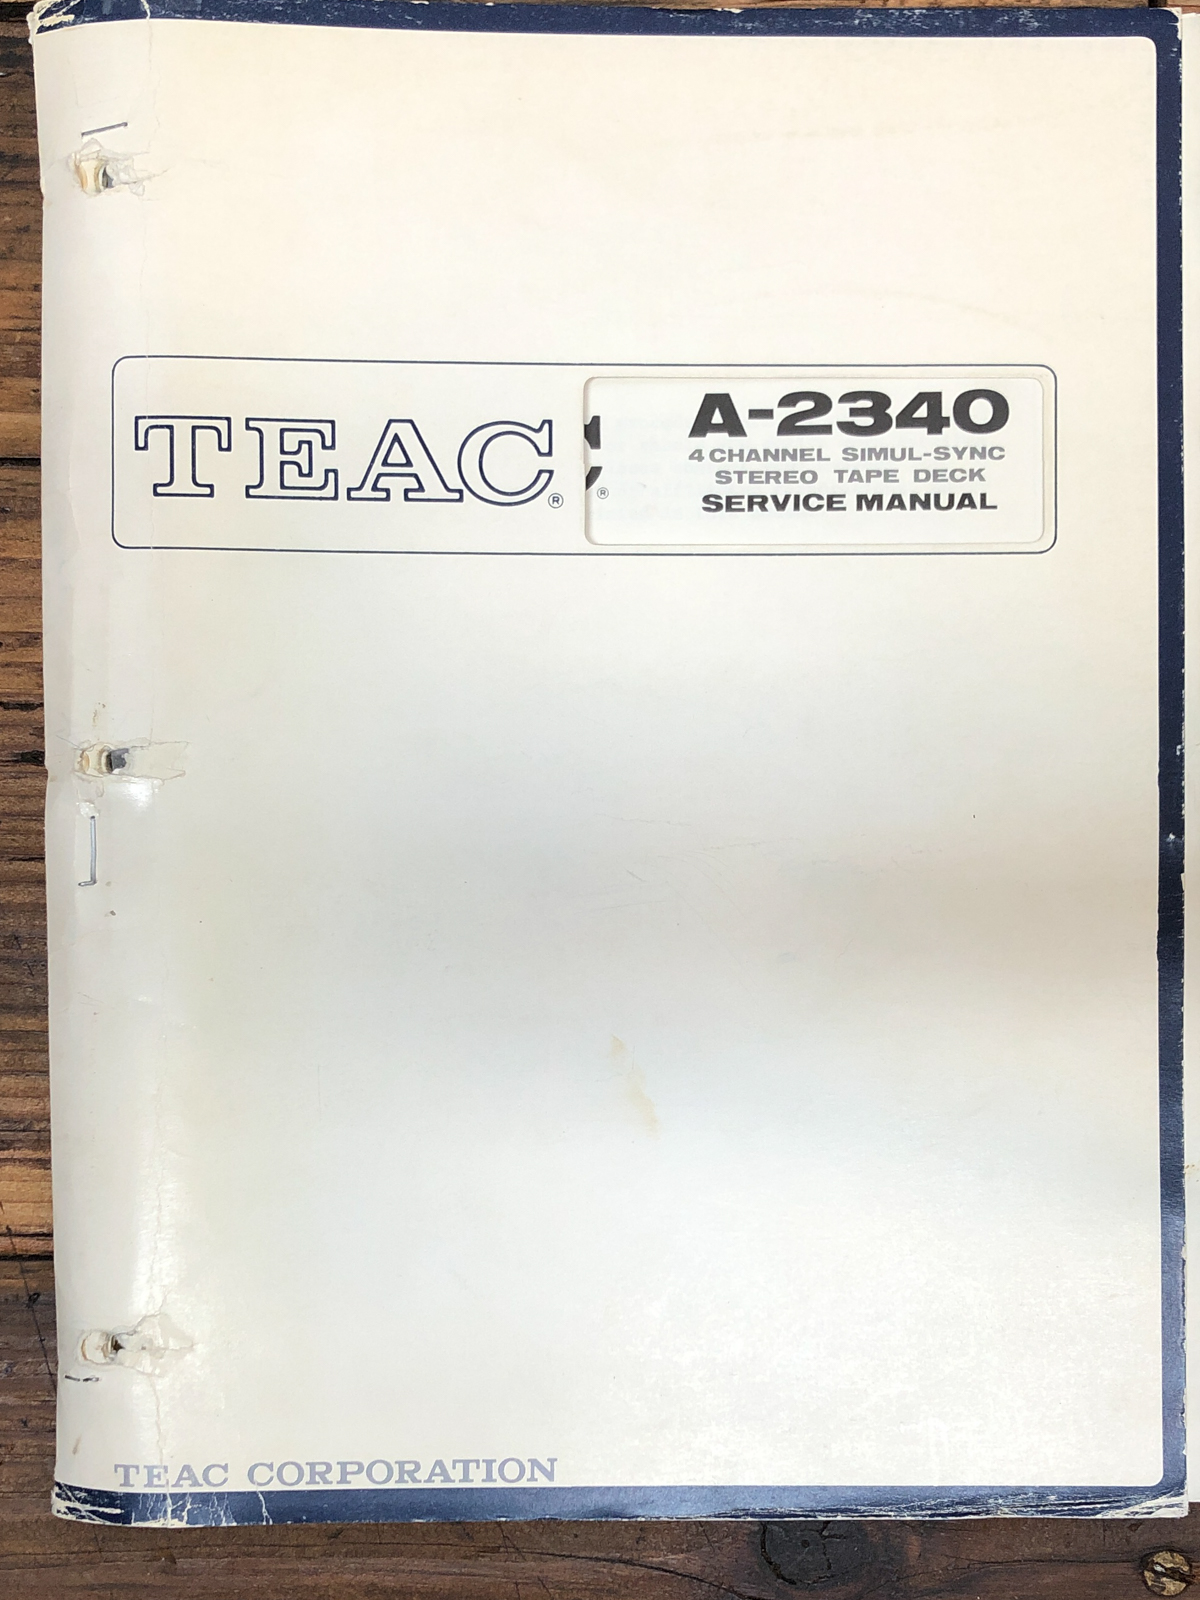 TEAC®
A-2340
4 CHANNEL SIMUL-SYNC
STEREO TAPE DECK
SERVICE MANUAL
®
TEAC CORPORATION